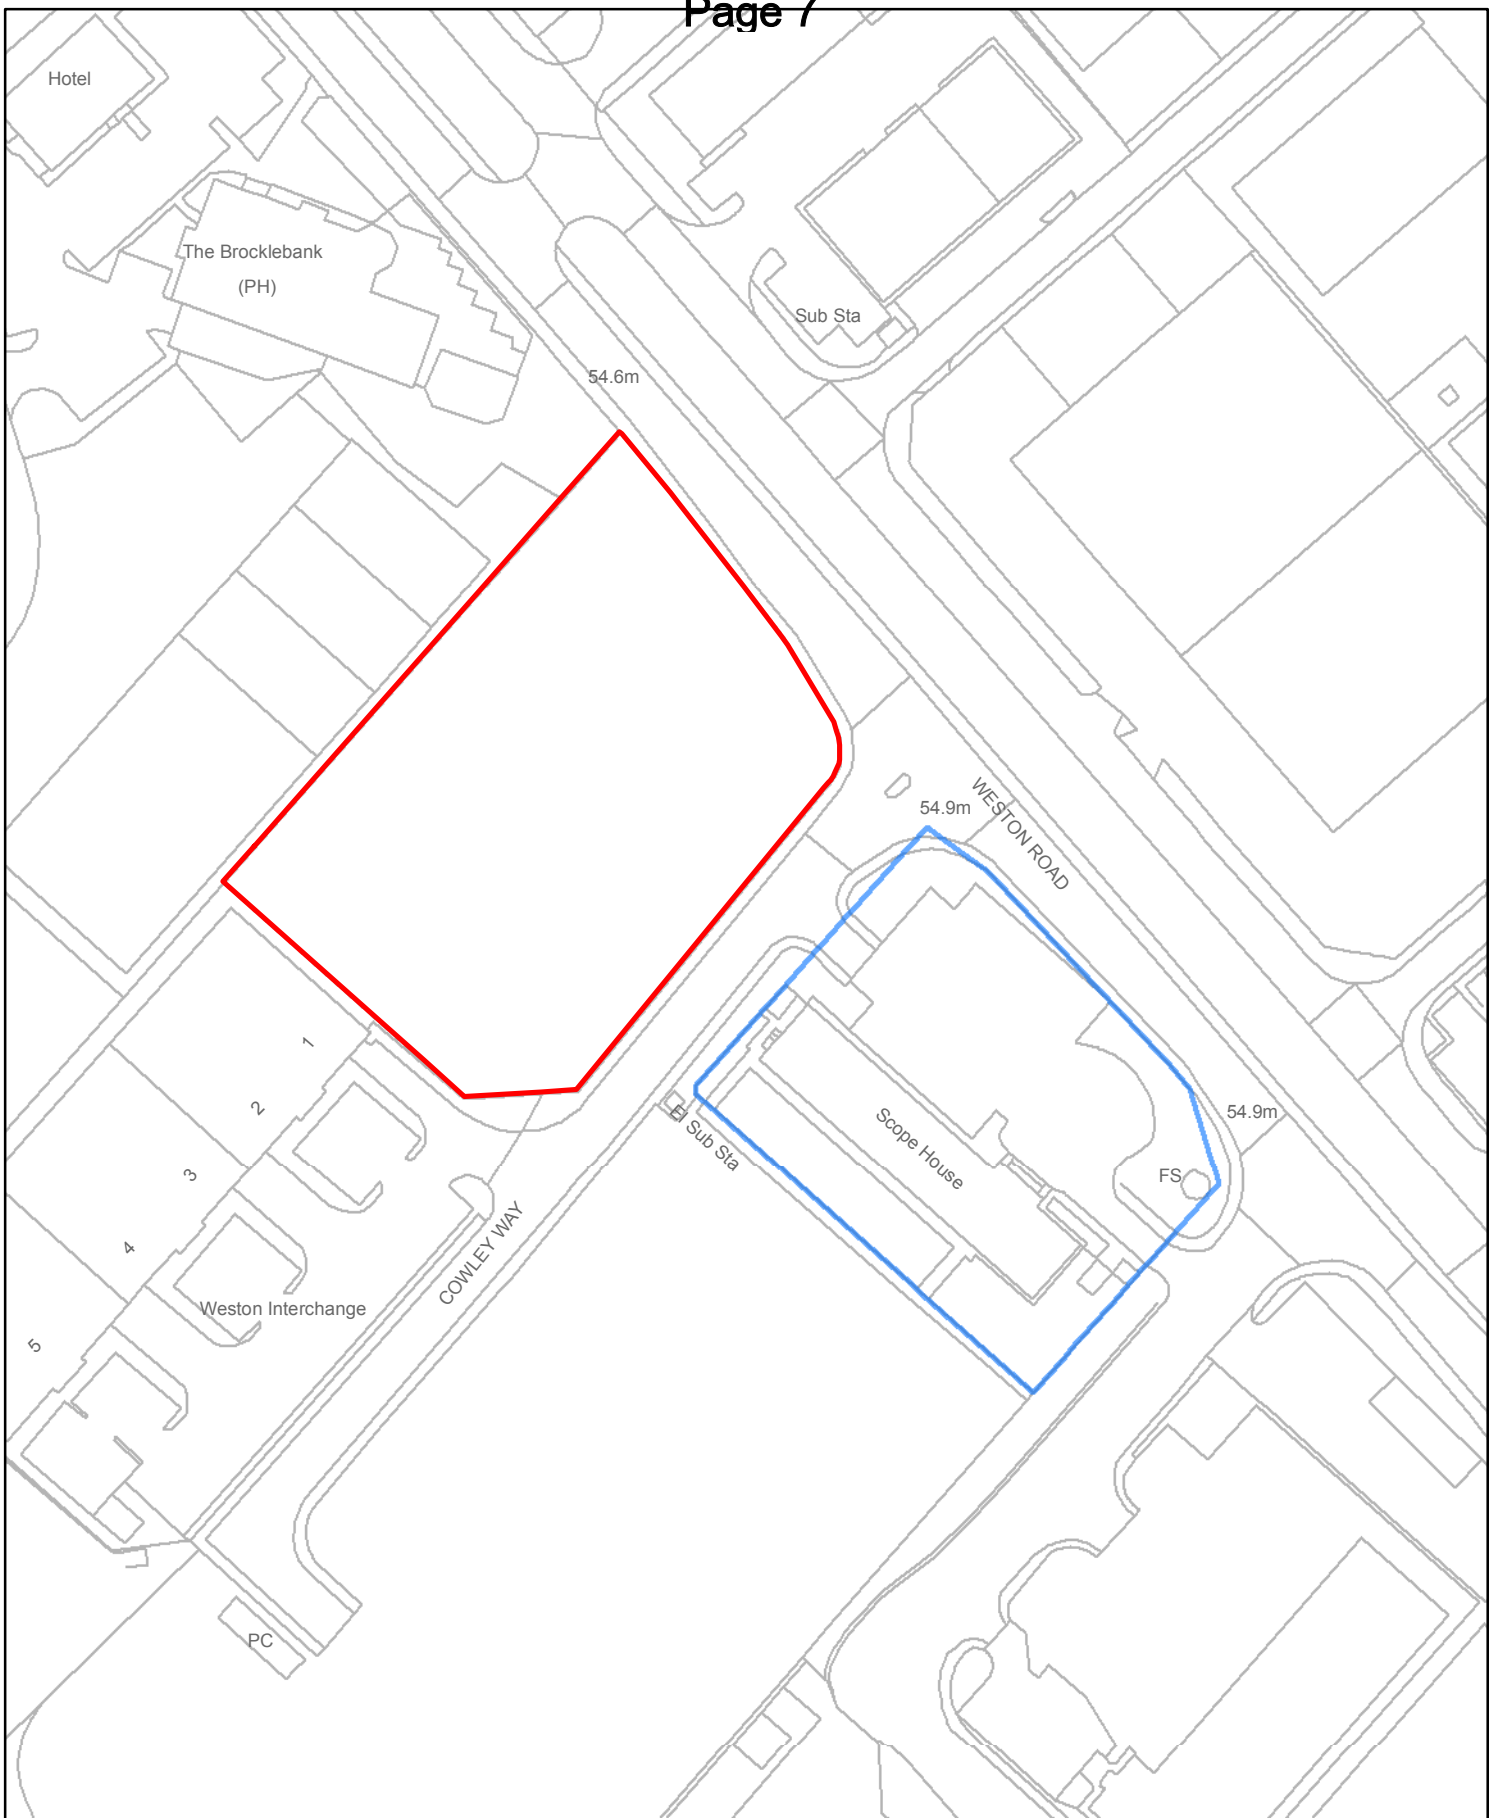 Page 7
Hotel
The Brocklebank
(PH)
Sub Sta
54.6m
WESTON ROAD
54.9m
El Sub Sta
Scope House
54.9m
FS
1
2
3
4
5
COWLEY WAY
Weston Interchange
PC